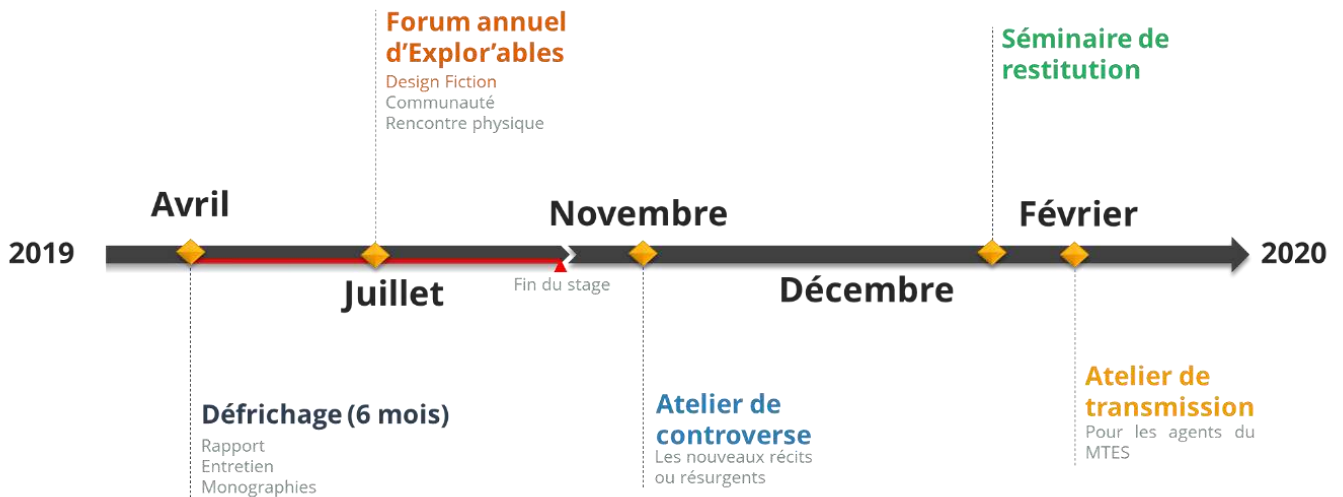 Forum annuel
d’Explor’ables
Design Fiction
Communauté
Rencontre physique
Séminaire de
restitution
Avril
Novembre
Février
2019
2020
Juillet
Fin du stage
Décembre
Défrichage (6 mois)
Rapport
Entretien
Monographies
Atelier de
controverse
Les nouveaux récits
ou résurgents
Atelier de
transmission
Pour les agents du
MTES